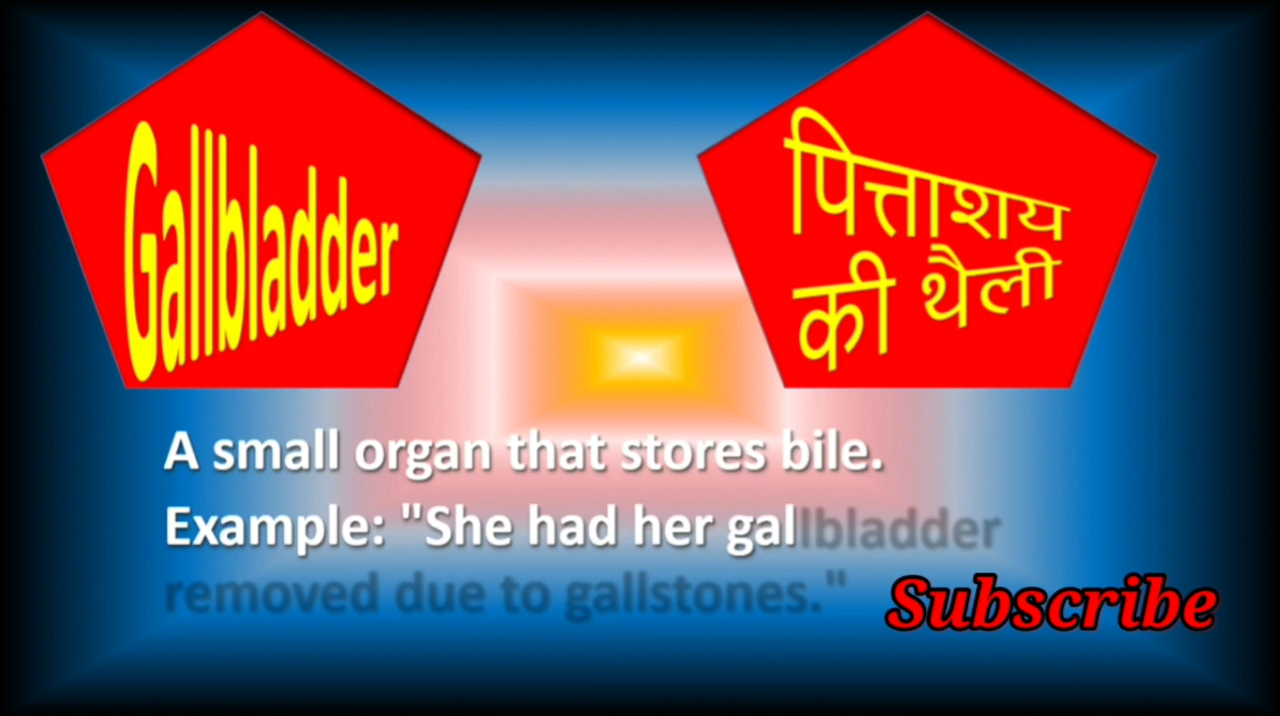 Gallbladder
पित्ताशय
की थैली
A small organ that stores bile.
Example: "She had her gallbladder
removed due to gallstones."
Subscribe